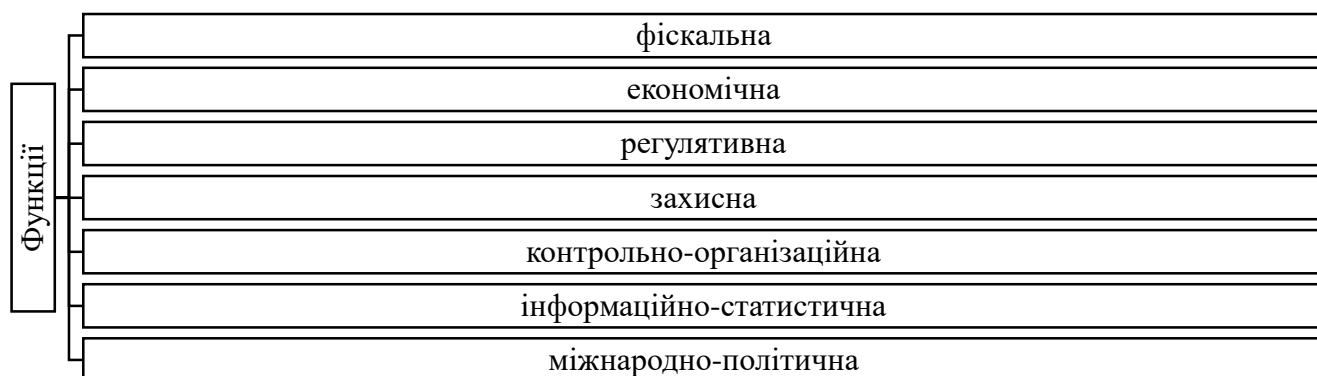 Функції
фіскальна
економічна
регулятивна
захисна
контрольно-організаційна
інформаційно-статистична
міжнародно-політична